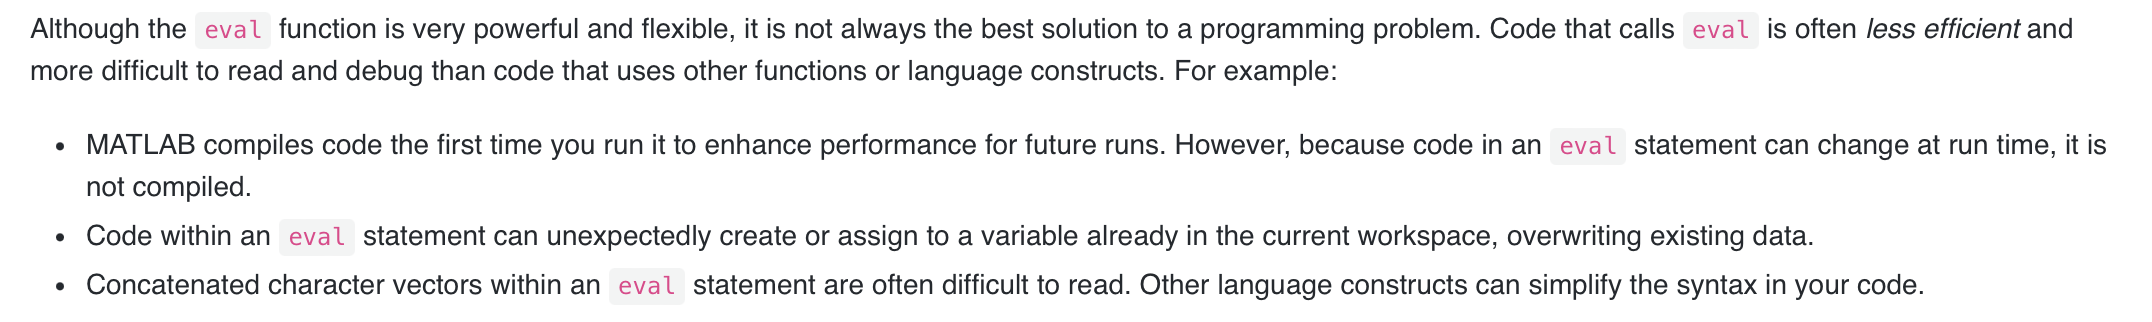 Although the eval function is very powerful and flexible, it is not always the best solution to a programming problem. Code that calls eval is often less efficient and
more difficult to read and debug than code that uses other functions or language constructs. For example:
• MATLAB compiles code the first time you run it to enhance performance for future runs. However, because code in an eval statement can change at run time, it is
not compiled.
• Code within an eval statement can unexpectedly create or assign to a variable already in the current workspace, overwriting existing data.
• Concatenated character vectors within an eval statement are often difficult to read. Other language constructs can simplify the syntax in your code.